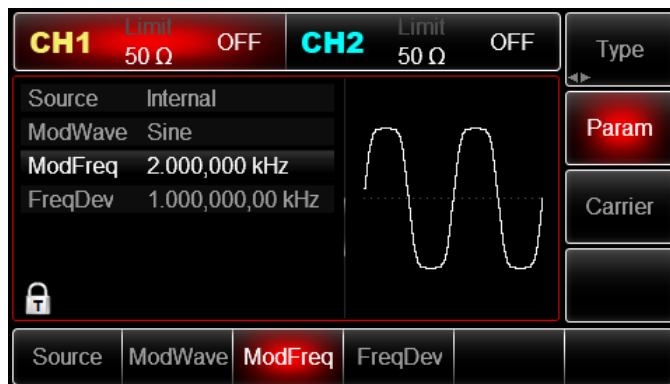 CH1 Limit 50 Ω OFF CH2 Limit 50 Ω OFF
Type
Source Internal
ModWave Sine
ModFreq 2.000,000 kHz
FreqDev 1.000,000,00 kHz
Param
Carrier
T
Source ModWave ModFreq FreqDev